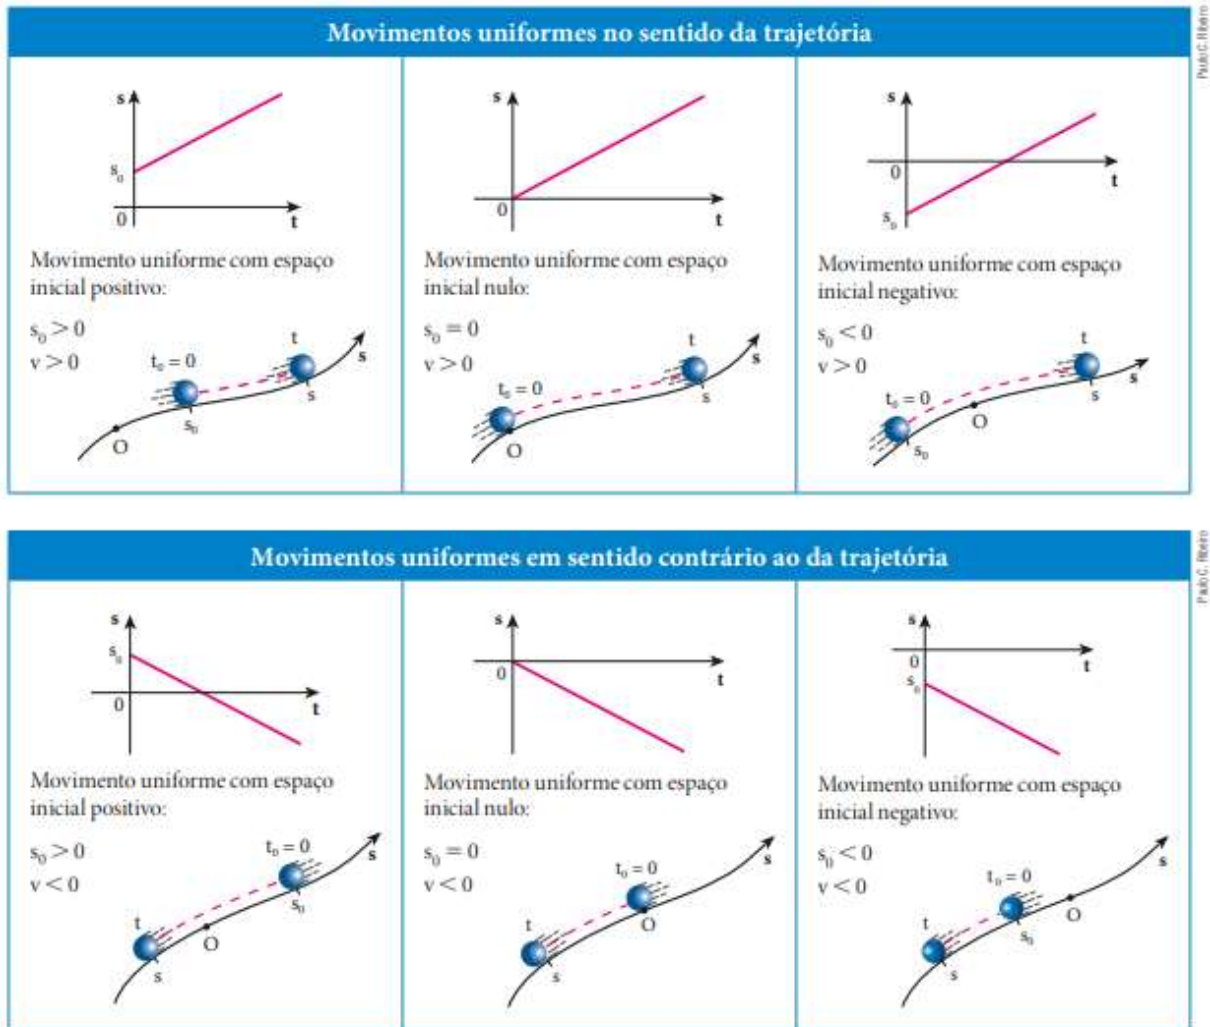 Movimentos uniformes no sentido da trajetória
Paulo C. Ribeiro
s
s₀
0
t
Movimento uniforme com espaço
inicial positivo:
s₀ > 0
v > 0
t₀ = 0
t
s
s₀
s
O
s
0
t
Movimento uniforme com espaço
inicial nulo:
s₀ = 0
v > 0
t₀ = 0
t
s
s
O
s
0
t
s₀
Movimento uniforme com espaço
inicial negativo:
s₀ < 0
v > 0
t₀ = 0
t
s
s
O
s₀
Movimentos uniformes em sentido contrário ao da trajetória
Paulo C. Ribeiro
s
s₀
0
t
Movimento uniforme com espaço
inicial positivo:
s₀ > 0
v < 0
t₀ = 0
s
s₀
t
O
s
s
0
t
Movimento uniforme com espaço
inicial nulo:
s₀ = 0
v < 0
t₀ = 0
s
t
O
s
s
0
t
s₀
Movimento uniforme com espaço
inicial negativo:
s₀ < 0
v < 0
t₀ = 0
s
O
t
s₀
s